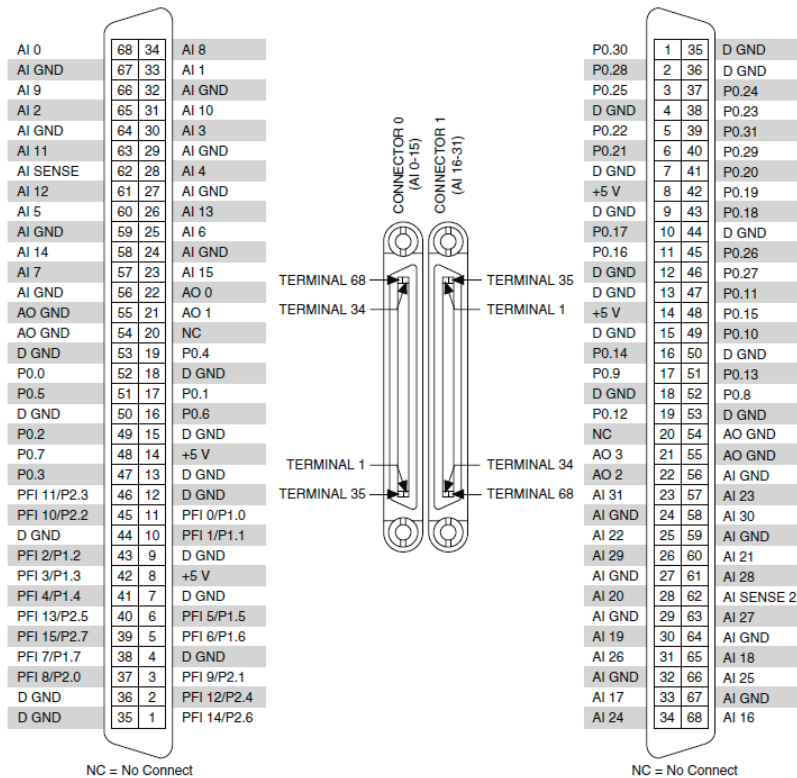 AI 0 68 34 AI 8
AI GND 67 33 AI 1
AI 9 66 32 AI GND
AI 2 65 31 AI 10
AI GND 64 30 AI 3
AI 11 63 29 AI GND
AI SENSE 62 28 AI 4
AI 12 61 27 AI GND
AI 5 60 26 AI 13
AI GND 59 25 AI 6
AI 14 58 24 AI GND
AI 7 57 23 AI 15
AI GND 56 22 AO 0
AO GND 55 21 AO 1
AO GND 54 20 NC
D GND 53 19 P0.4
P0.0 52 18 D GND
P0.5 51 17 P0.1
D GND 50 16 P0.6
P0.2 49 15 D GND
P0.7 48 14 +5 V
P0.3 47 13 D GND
PFI 11/P2.3 46 12 D GND
PFI 10/P2.2 45 11 PFI 0/P1.0
D GND 44 10 PFI 1/P1.1
PFI 2/P1.2 43 9 D GND
PFI 3/P1.3 42 8 +5 V
PFI 4/P1.4 41 7 D GND
PFI 13/P2.5 40 6 PFI 5/P1.5
PFI 15/P2.7 39 5 PFI 6/P1.6
PFI 7/P1.7 38 4 D GND
PFI 8/P2.0 37 3 PFI 9/P2.1
D GND 36 2 PFI 12/P2.4
D GND 35 1 PFI 14/P2.6
NC = No Connect
CONNECTOR 0
(AI 0-15)
CONNECTOR 1
(AI 16-31)
TERMINAL 68
TERMINAL 34
TERMINAL 35
TERMINAL 1
TERMINAL 1
TERMINAL 35
TERMINAL 34
TERMINAL 68
P0.30 1 35 D GND
P0.28 2 36 D GND
P0.25 3 37 P0.24
D GND 4 38 P0.23
P0.22 5 39 P0.31
P0.21 6 40 P0.29
D GND 7 41 P0.20
+5 V 8 42 P0.19
D GND 9 43 P0.18
P0.17 10 44 D GND
P0.16 11 45 P0.26
D GND 12 46 P0.27
D GND 13 47 P0.11
+5 V 14 48 P0.15
D GND 15 49 P0.10
P0.14 16 50 D GND
P0.9 17 51 P0.13
D GND 18 52 P0.8
P0.12 19 53 D GND
NC 20 54 AO GND
AO 3 21 55 AO GND
AO 2 22 56 AI GND
AI 31 23 57 AI 23
AI GND 24 58 AI 30
AI 22 25 59 AI GND
AI 29 26 60 AI 21
AI GND 27 61 AI 28
AI 20 28 62 AI SENSE 2
AI GND 29 63 AI 27
AI 19 30 64 AI GND
AI 26 31 65 AI 18
AI GND 32 66 AI 25
AI 17 33 67 AI GND
AI 24 34 68 AI 16
NC = No Connect